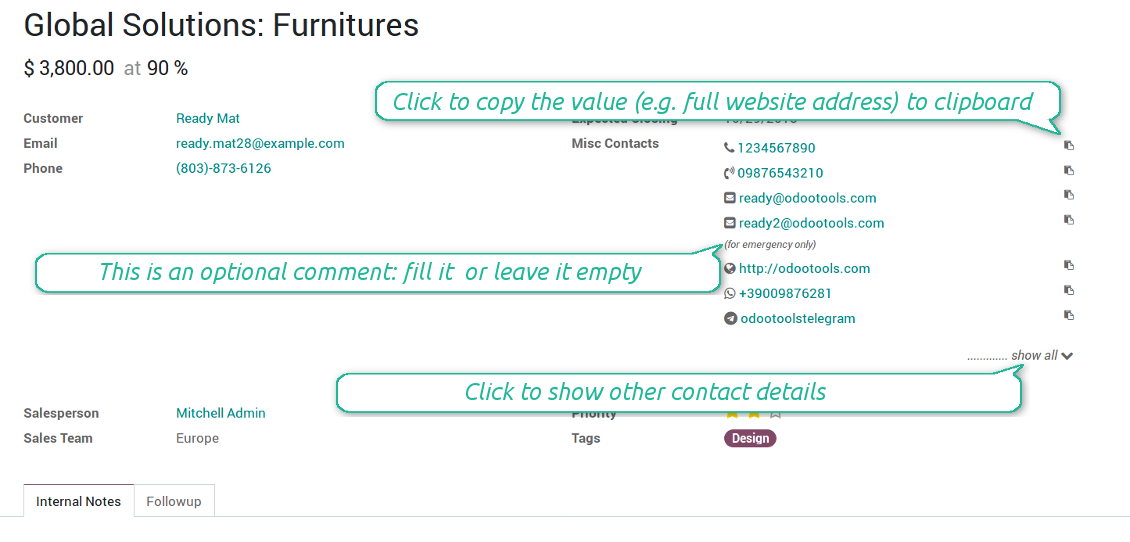 Global Solutions: Furnitures
$ 3,800.00 at 90 %
Click to copy the value (e.g. full website address) to clipboard
Customer Ready Mat
Email ready.mat28@example.com
Phone (803)-873-6126
Expected Closing
Misc Contacts 1234567890
09876543210
ready@odootools.com
ready2@odootools.com
(for emergency only)
This is an optional comment: fill it or leave it empty
http://odootools.com
+39009876281
odootoolstelegram
............. show all
Click to show other contact details
Salesperson Mitchell Admin Priority
Sales Team Europe Tags Design
Internal Notes Followup